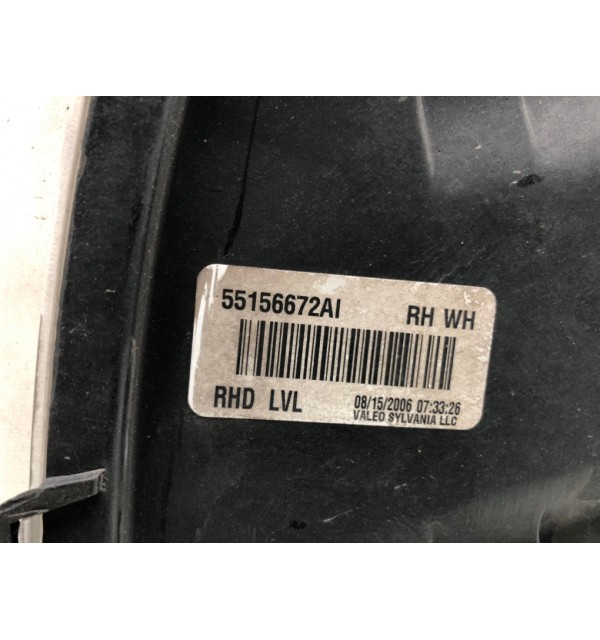 55156672AI RH WH
RHD LVL 08/15/2006 07:33:26
VALEO SYLVANIA LLC